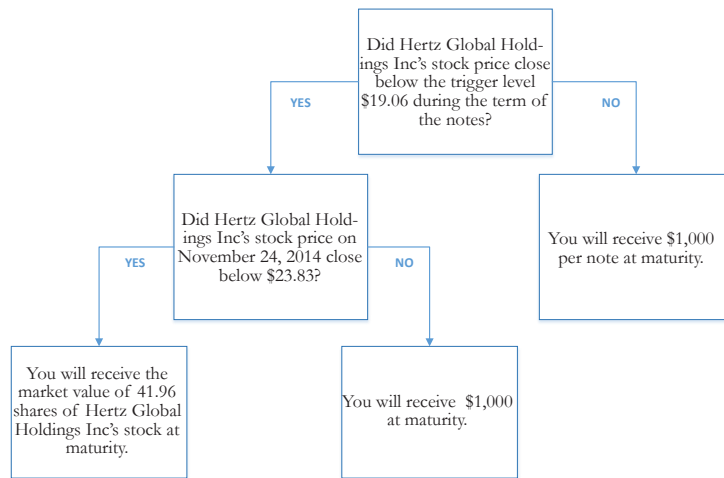 Did Hertz Global Hold-
ings Inc's stock price close
below the trigger level
$19.06 during the term of
the notes?
YES
NO
Did Hertz Global Hold-
ings Inc's stock price on
November 24, 2014 close
below $23.83?
You will receive $1,000
per note at maturity.
YES
NO
You will receive the
market value of 41.96
shares of Hertz Global
Holdings Inc's stock at
maturity.
You will receive $1,000
at maturity.